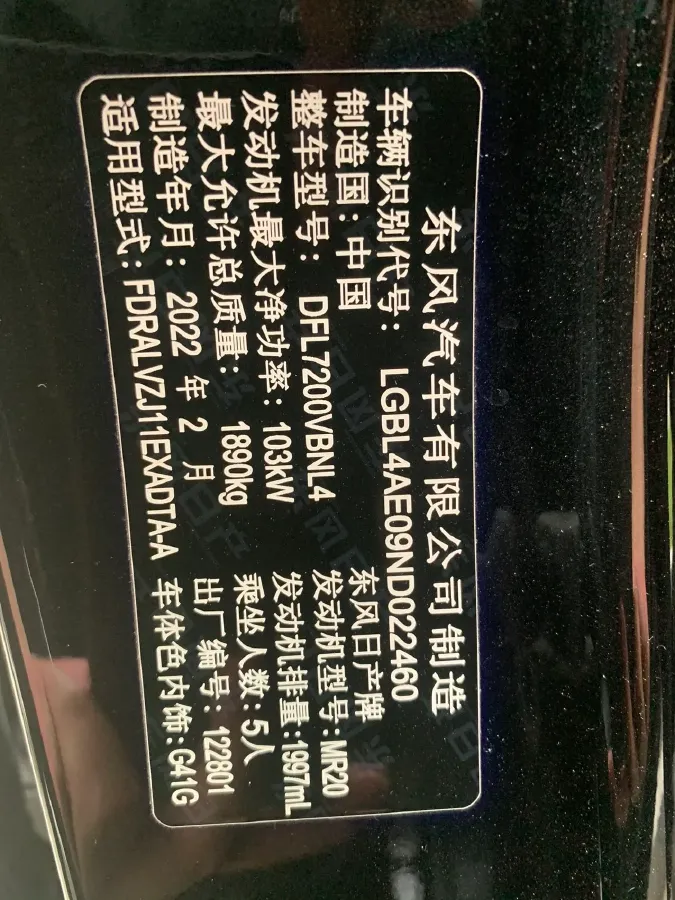 东风汽车有限公司制造
车辆识别代号: LGBL4AE09ND022460
制造国: 中国 东风日产牌
整车型号: DFL7200VBNL4 发动机型号: MR20
发动机最大净功率: 103kW 发动机排量: 1997mL
最大允许总质量: 1890kg 乘坐人数: 5人
制造年月: 2022 年 2 月 出厂编号: 122801
适用型式: FDRALVZJ11EXADTA-A 车体色内饰: G41G